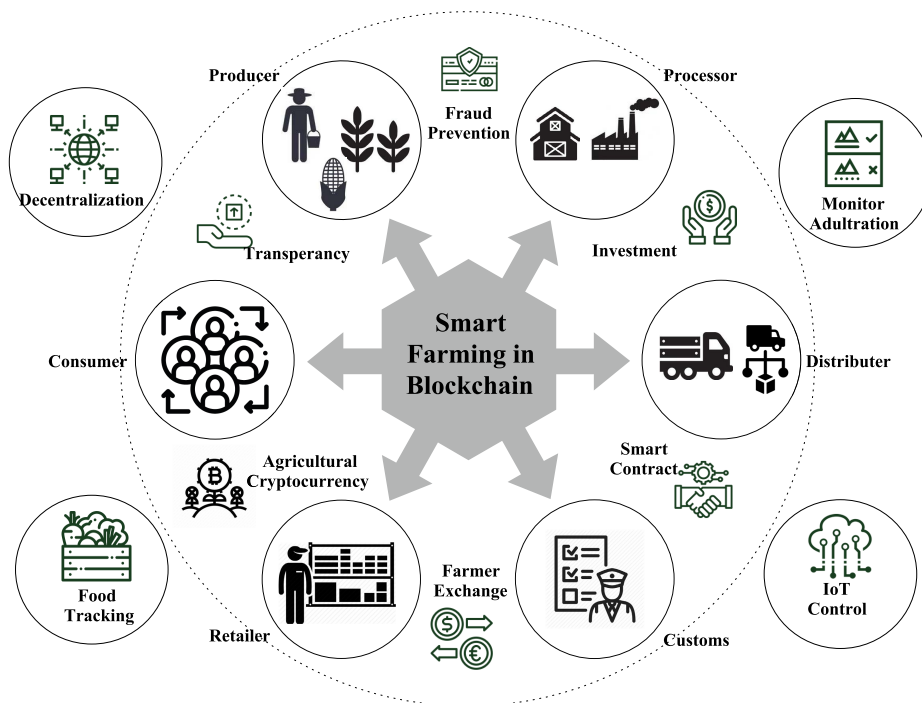 Producer
Processor
Fraud
Prevention
Decentralization
Monitor
Adultration
Transperancy
Investment
Smart
Farming in
Blockchain
Consumer
Distributer
Agricultural
Cryptocurrency
Smart
Contract
Food
Tracking
Farmer
Exchange
IoT
Control
Retailer
Customs